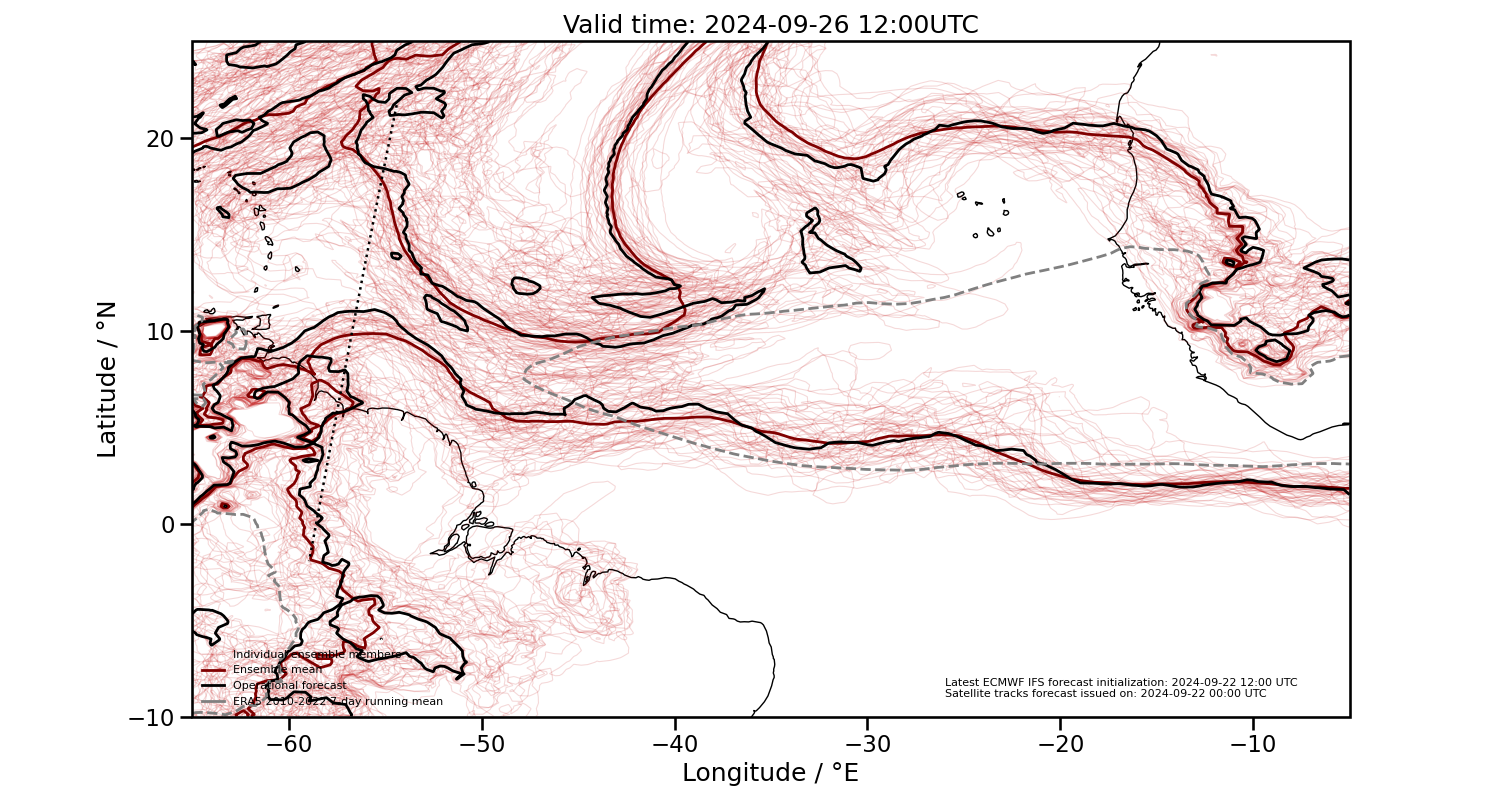 Valid time: 2024-09-26 12:00UTC
Latitude / °N
20
10
0
−10
Individual ensemble members
Ensemble mean
Operational forecast
ERA5 2010-2022 7-day running mean
Latest ECMWF IFS forecast initialization: 2024-09-22 12:00 UTC
Satellite tracks forecast issued on: 2024-09-22 00:00 UTC
−60 −50 −40 −30 −20 −10
Longitude / °E